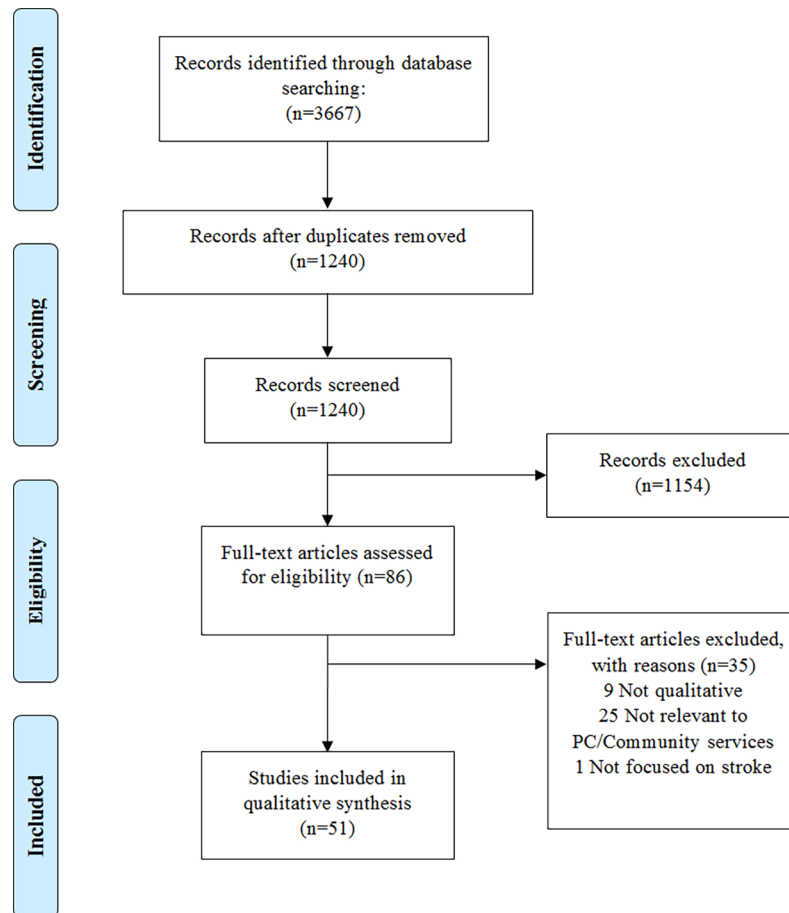 Identification
Records identified through database
searching:
(n=3667)
Records after duplicates removed
(n=1240)
Screening
Records screened
(n=1240)
Records excluded
(n=1154)
Eligibility
Full-text articles assessed
for eligibility (n=86)
Full-text articles excluded,
with reasons (n=35)
9 Not qualitative
25 Not relevant to
PC/Community services
1 Not focused on stroke
Included
Studies included in
qualitative synthesis
(n=51)